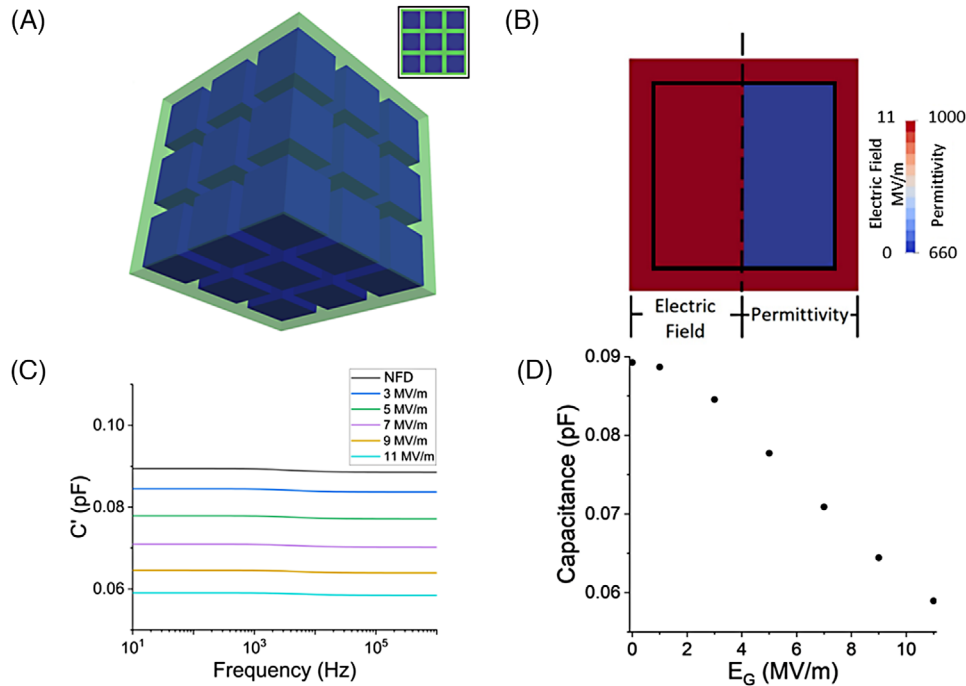 (A)
(B)
11
1000
Electric Field
MV/m
Permittivity
0
660
Electric
Field
Permittivity
(C)
NFD
3 MV/m
5 MV/m
7 MV/m
9 MV/m
11 MV/m
0.10
0.08
0.06
C' (pF)
10¹
10³
10⁵
Frequency (Hz)
(D)
0.09
0.08
0.07
0.06
Capacitance (pF)
0
2
4
6
8
10
E_G (MV/m)